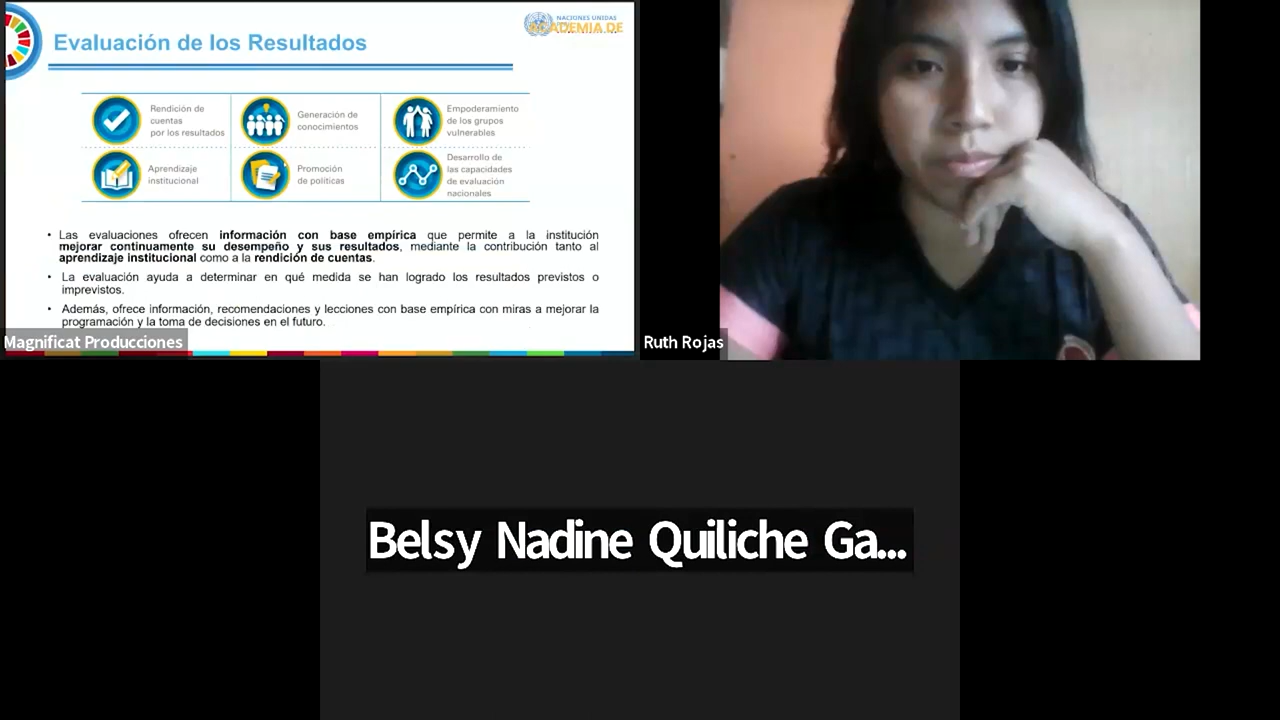 Evaluación de los Resultados
NACIONES UNIDAS
ACADEMIA DE
Rendición de
cuentas
por los resultados
Generación de
conocimientos
Empoderamiento
de los grupos
vulnerables
Aprendizaje
institucional
Promoción
de políticas
Desarrollo de
las capacidades
de evaluación
nacionales
• Las evaluaciones ofrecen información con base empírica que permite a la institución
mejorar continuamente su desempeño y sus resultados, mediante la contribución tanto al
aprendizaje institucional como a la rendición de cuentas.
• La evaluación ayuda a determinar en qué medida se han logrado los resultados previstos o
imprevistos.
• Además, ofrece información, recomendaciones y lecciones con base empírica con miras a mejorar la
programación y la toma de decisiones en el futuro.
Magnificat Producciones
Ruth Rojas
Belsy Nadine Quiliche Ga...